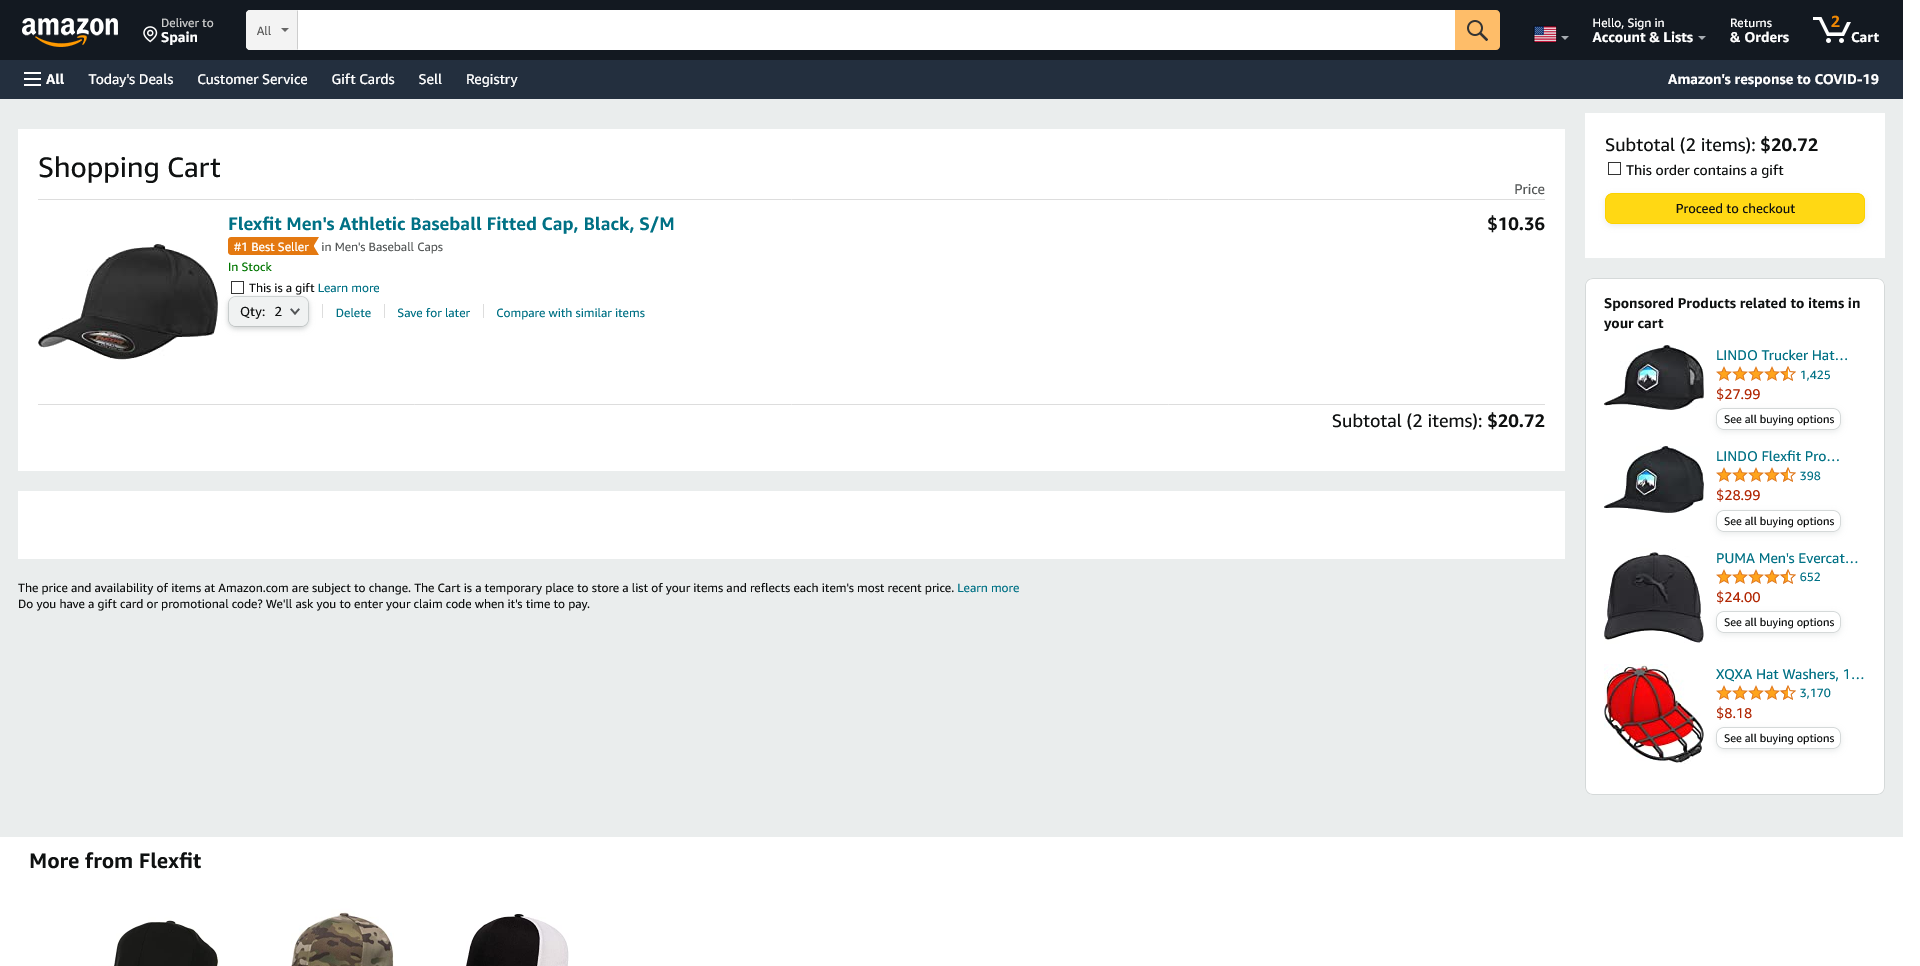 amazon
Deliver to
Spain
All
Hello, Sign in
Account & Lists
Returns
& Orders
2
Cart
All
Today's Deals
Customer Service
Gift Cards
Sell
Registry
Amazon's response to COVID-19
Shopping Cart
Price
Flexfit Men's Athletic Baseball Fitted Cap, Black, S/M
$10.36
#1 Best Seller in Men's Baseball Caps
In Stock
This is a gift Learn more
Qty: 2
Delete
Save for later
Compare with similar items
Subtotal (2 items): $20.72
The price and availability of items at Amazon.com are subject to change. The Cart is a temporary place to store a list of your items and reflects each item's most recent price. Learn more
Do you have a gift card or promotional code? We'll ask you to enter your claim code when it's time to pay.
Subtotal (2 items): $20.72
This order contains a gift
Proceed to checkout
Sponsored Products related to items in
your cart
LINDO Trucker Hat…
1,425
$27.99
See all buying options
LINDO Flexfit Pro…
398
$28.99
See all buying options
PUMA Men's Evercat…
652
$24.00
See all buying options
XQXA Hat Washers, 1…
3,170
$8.18
See all buying options
More from Flexfit